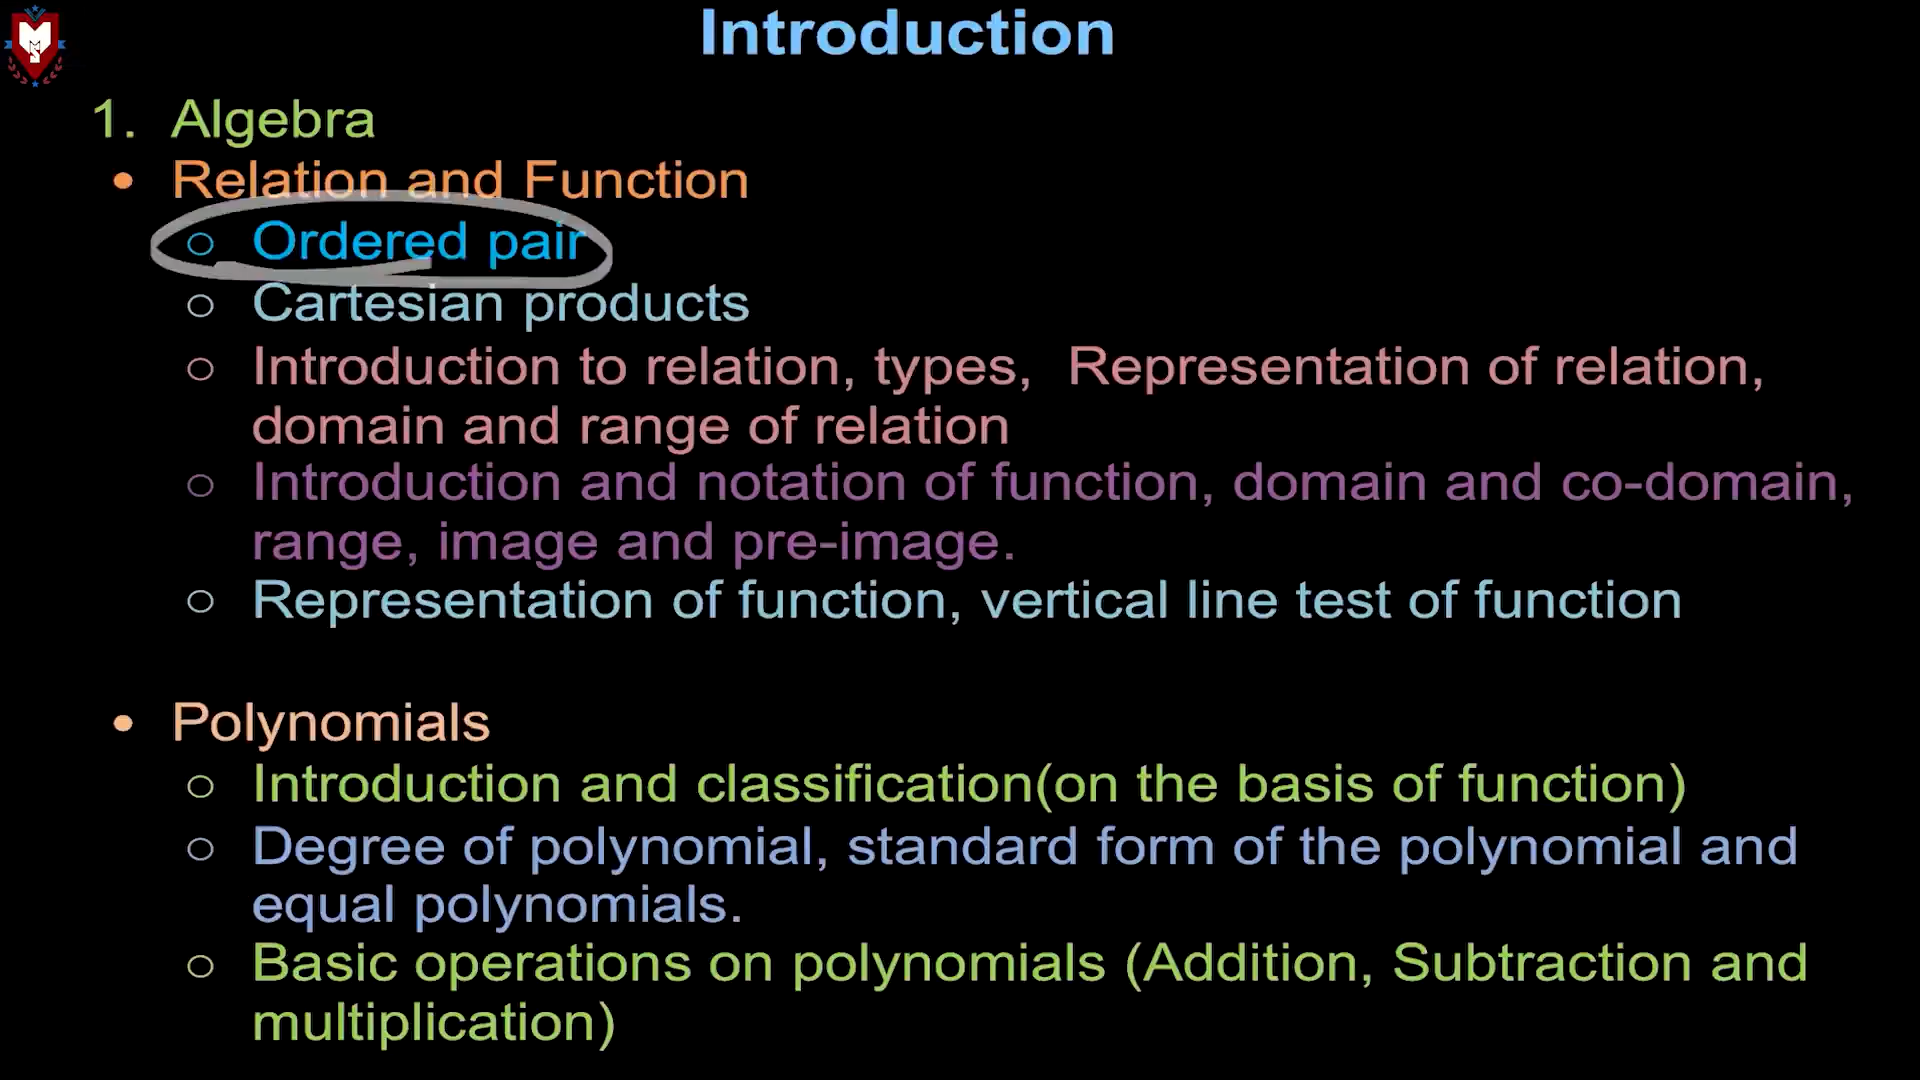 Introduction
1. Algebra
• Relation and Function
○ Ordered pair
○ Cartesian products
○ Introduction to relation, types, Representation of relation,
domain and range of relation
○ Introduction and notation of function, domain and co-domain,
range, image and pre-image.
○ Representation of function, vertical line test of function
• Polynomials
○ Introduction and classification(on the basis of function)
○ Degree of polynomial, standard form of the polynomial and
equal polynomials.
○ Basic operations on polynomials (Addition, Subtraction and
multiplication)